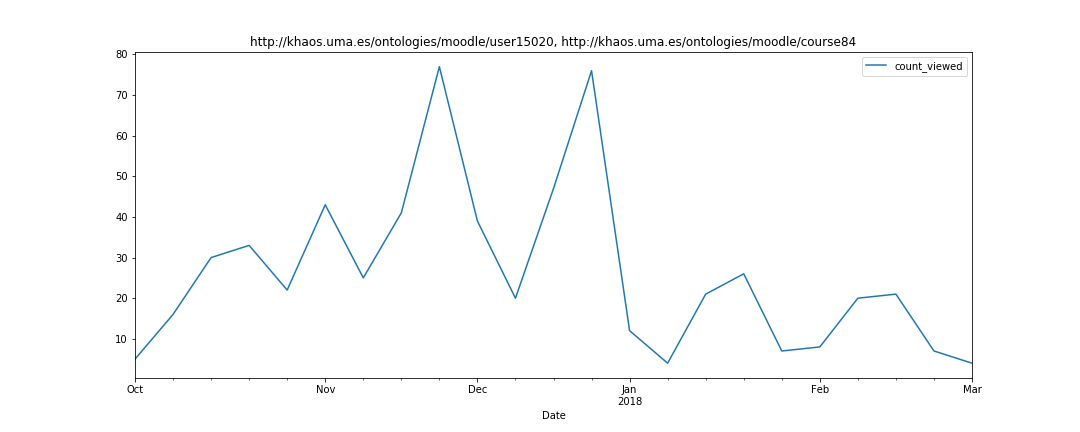 http://khaos.uma.es/ontologies/moodle/user15020, http://khaos.uma.es/ontologies/moodle/course84
count_viewed
80
70
60
50
40
30
20
10
Oct Nov Dec Jan Feb Mar
2018
Date